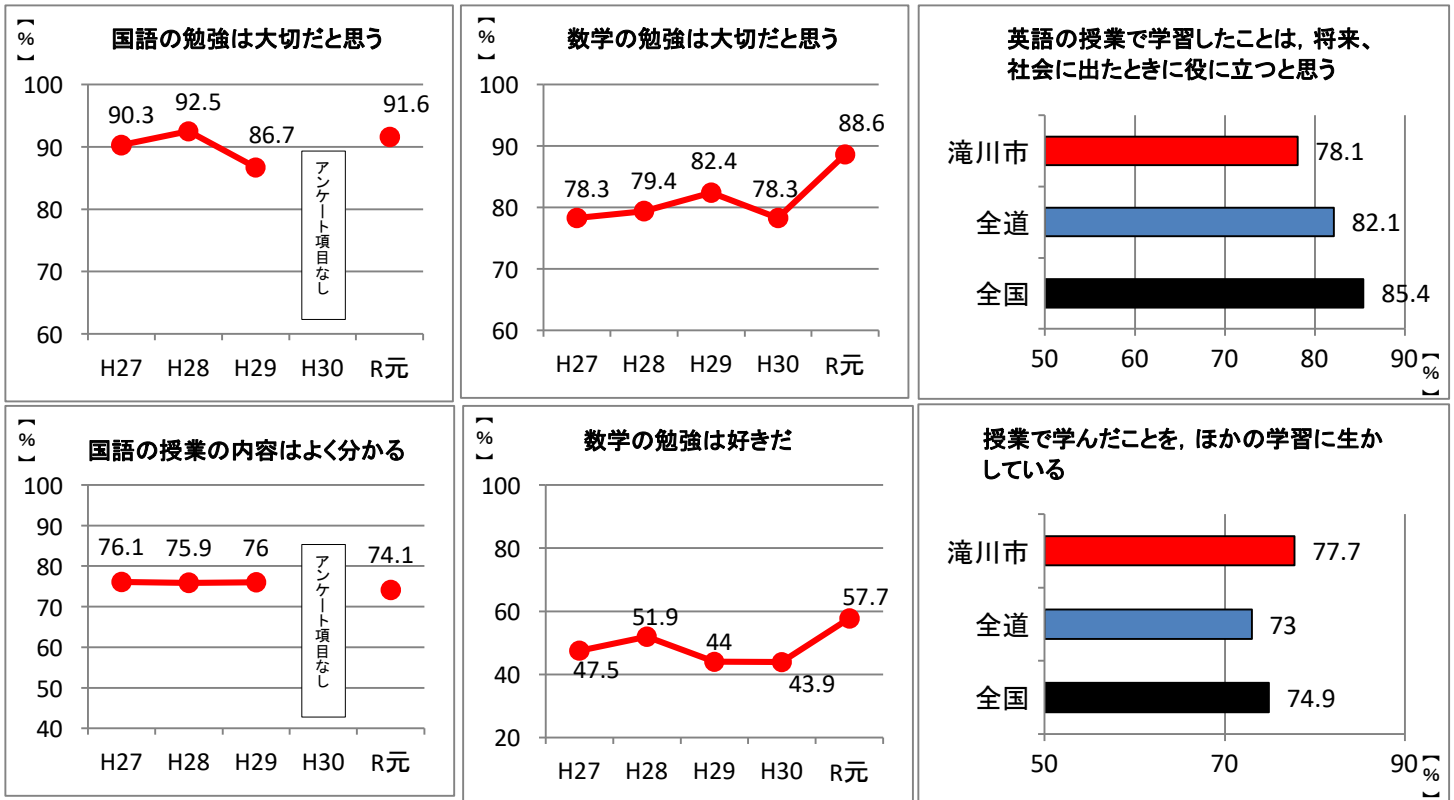 【%】
国語の勉強は大切だと思う
100
90
80
70
60
90.3
92.5
86.7
91.6
アンケート項目なし
H27
H28
H29
H30
R元
【%】
数学の勉強は大切だと思う
100
90
80
70
60
78.3
79.4
82.4
78.3
88.6
H27
H28
H29
H30
R元
英語の授業で学習したことは，将来、
社会に出たときに役に立つと思う
滝川市
78.1
全道
82.1
全国
85.4
50
60
70
80
90
【%】
【%】
国語の授業の内容はよく分かる
100
90
80
70
60
50
40
76.1
75.9
76
74.1
アンケート項目なし
H27
H28
H29
H30
R元
【%】
数学の勉強は好きだ
100
80
60
40
20
47.5
51.9
44
43.9
57.7
H27
H28
H29
H30
R元
授業で学んだことを，ほかの学習に生か
している
滝川市
77.7
全道
73
全国
74.9
50
70
90
【%】